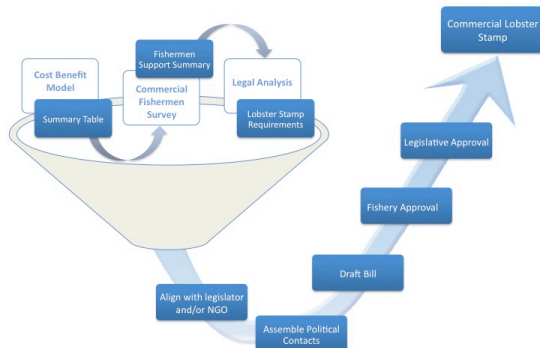 Commercial Lobster
Stamp
Fishermen
Support Summary
Cost Benefit
Model
Commercial
Fishermen
Survey
Legal Analysis
Summary Table
Lobster Stamp
Requirements
Legislative Approval
Fishery Approval
Draft Bill
Align with legislator
and/or NGO
Assemble Political
Contacts